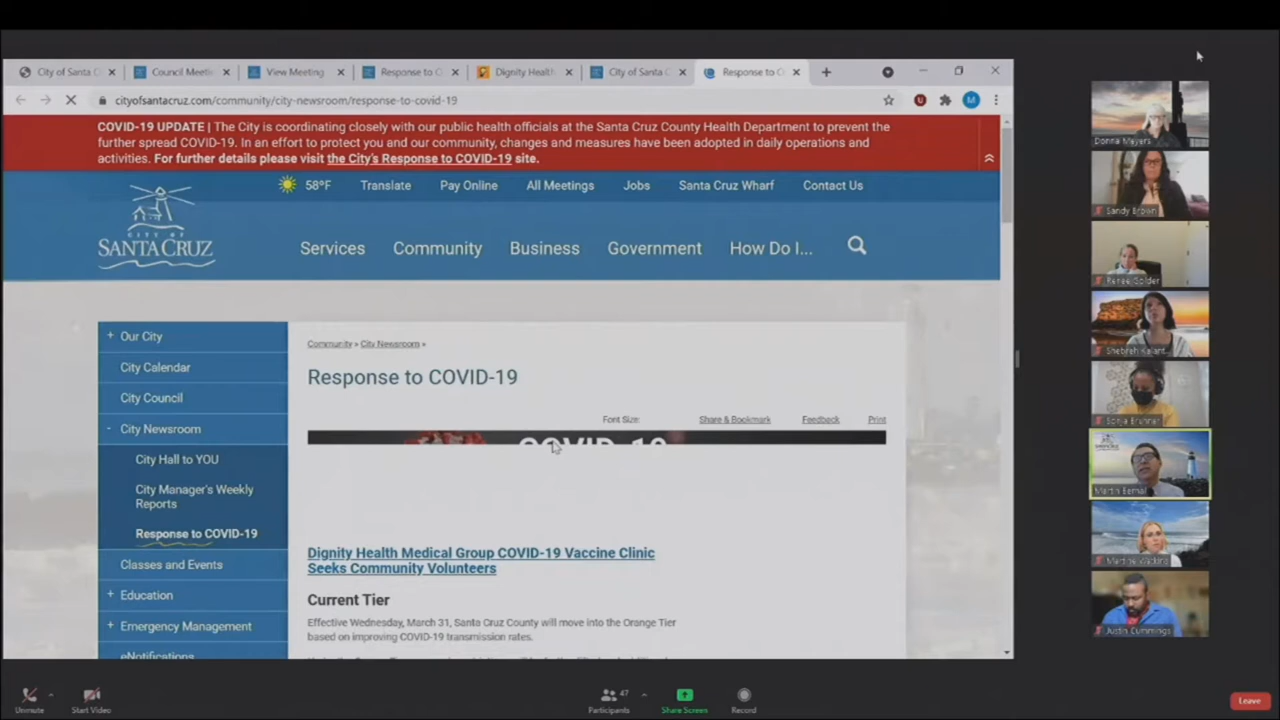 City of Santa C
Council Meeti
View Meeting
Response to C
Dignity Health
City of Santa C
Response to C
cityofsantacruz.com/community/city-newsroom/response-to-covid-19
U
M
COVID-19 UPDATE | The City is coordinating closely with our public health officials at the Santa Cruz County Health Department to prevent the
further spread COVID-19. In an effort to protect you and our community, changes and measures have been adopted in daily operations and
activities. For further details please visit the City's Response to COVID-19 site.
58°F
Translate
Pay Online
All Meetings
Jobs
Santa Cruz Wharf
Contact Us
CITY OF
SANTA CRUZ
Services
Community
Business
Government
How Do I...
+ Our City
City Calendar
City Council
- City Newsroom
City Hall to YOU
City Manager's Weekly
Reports
Response to COVID-19
Classes and Events
+ Education
+ Emergency Management
eNotifications
Community » City Newsroom »
Response to COVID-19
Font Size:
Share & Bookmark
Feedback
Print
COVID-19
Dignity Health Medical Group COVID-19 Vaccine Clinic
Seeks Community Volunteers
Current Tier
Effective Wednesday, March 31, Santa Cruz County will move into the Orange Tier
based on improving COVID-19 transmission rates.
Donna Meyers
Sandy Brown
Renee Golder
Shebreh Kalant
Sonja Brunner
Martin Bernal
Martine Watkins
Justin Cummings
Unmute
Start Video
47
Participants
Share Screen
Record
Leave